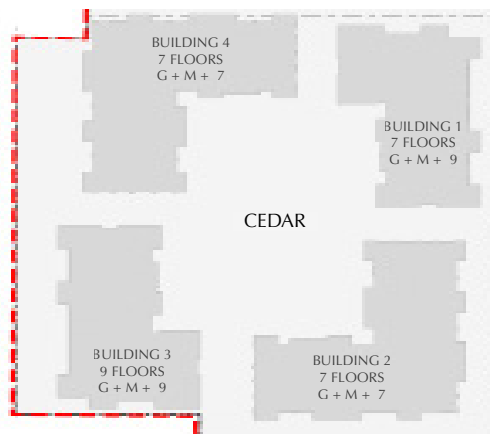 BUILDING 4
7 FLOORS
G + M + 7
BUILDING 1
7 FLOORS
G + M + 9
CEDAR
BUILDING 3
9 FLOORS
G + M + 9
BUILDING 2
7 FLOORS
G + M + 7